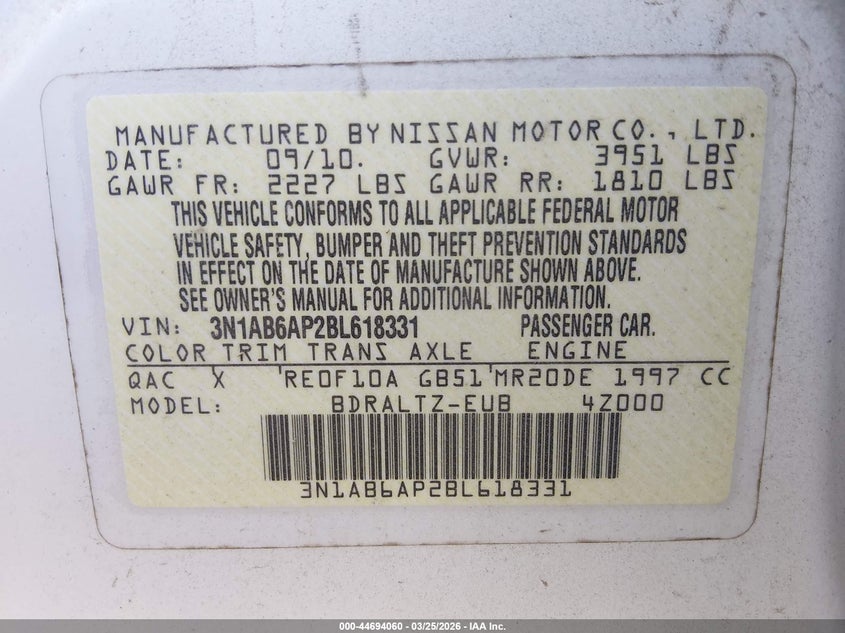 MANUFACTURED BY NISSAN MOTOR CO., LTD.
DATE: 09/10. GVWR: 3951 LBS
GAWR FR: 2227 LBS GAWR RR: 1810 LBS
THIS VEHICLE CONFORMS TO ALL APPLICABLE FEDERAL MOTOR
VEHICLE SAFETY, BUMPER AND THEFT PREVENTION STANDARDS
IN EFFECT ON THE DATE OF MANUFACTURE SHOWN ABOVE.
SEE OWNER'S MANUAL FOR ADDITIONAL INFORMATION.
VIN: 3N1AB6AP2BL618331 PASSENGER CAR.
COLOR TRIM TRANS AXLE ENGINE
QAC X RE0F10A GB51 MR20DE 1997 CC
MODEL: BDRALTZ-EUB 4Z000
3N1AB6AP2BL618331
000-44694060 — 03/25/2026 — IAA Inc.